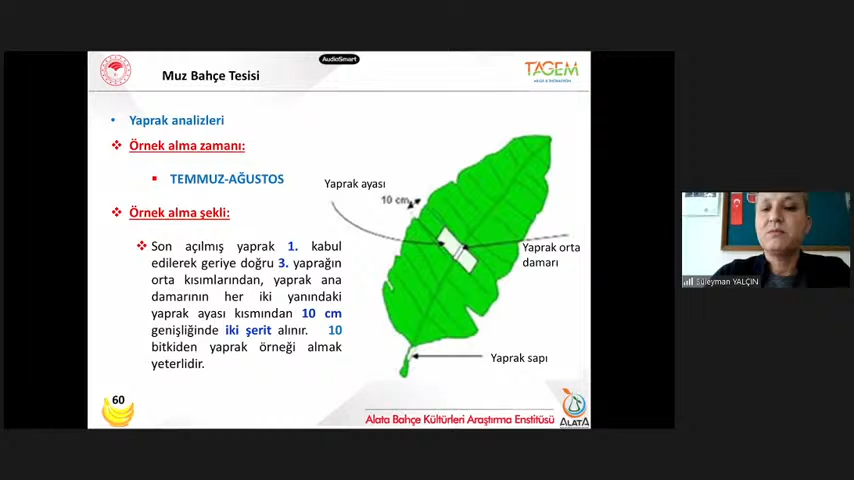 AudioSmart
Muz Bahçe Tesisi
TAGEM
• Yaprak analizleri
❖ Örnek alma zamanı:
▪ TEMMUZ-AĞUSTOS
❖ Örnek alma şekli:
❖ Son açılmış yaprak 1. kabul
edilerek geriye doğru 3. yaprağın
orta kısımlarından, yaprak ana
damarının her iki yanındaki
yaprak ayası kısmından 10 cm
genişliğinde iki şerit alınır. 10
bitkiden yaprak örneği almak
yeterlidir.
Yaprak ayası
10 cm
Yaprak orta
damarı
Yaprak sapı
60
Alata Bahçe Kültürleri Araştırma Enstitüsü
ALATA
Süleyman YALÇIN